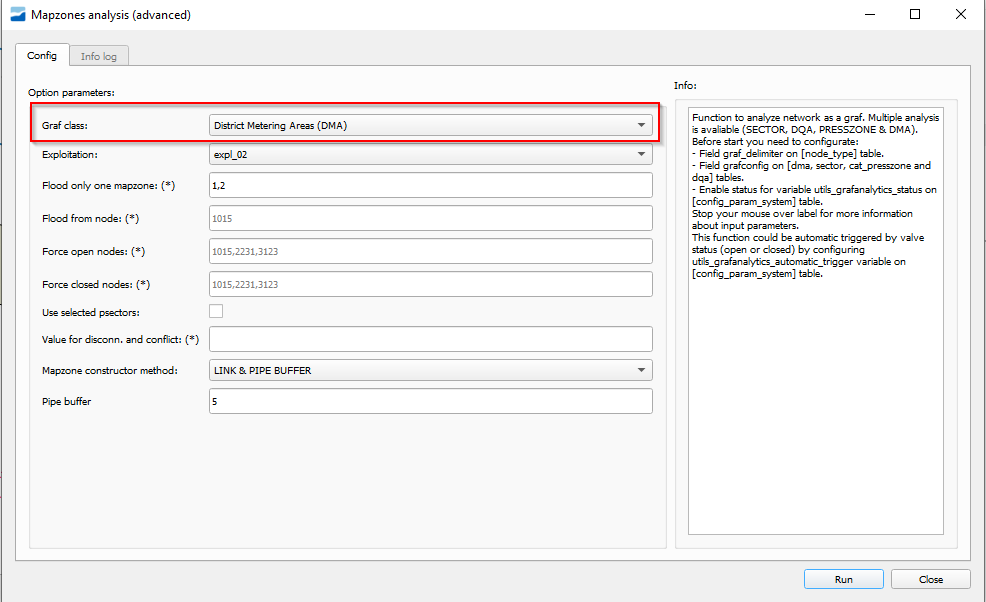 Mapzones analysis (advanced)
Config
Info log
Option parameters:
Graf class:
District Metering Areas (DMA)
Exploitation:
expl_02
Flood only one mapzone: (*)
1,2
Flood from node: (*)
1015
Force open nodes: (*)
1015,2231,3123
Force closed nodes: (*)
1015,2231,3123
Use selected psectors:
Value for disconn. and conflict: (*)
Mapzone constructor method:
LINK & PIPE BUFFER
Pipe buffer
5
Info:
Function to analyze network as a graf. Multiple analysis
is avaliable (SECTOR, DQA, PRESSZONE & DMA).
Before start you need to configurate:
- Field graf_delimiter on [node_type] table.
- Field grafconfig on [dma, sector, cat_presszone and
dqa] tables.
- Enable status for variable utils_grafanalytics_status on
[config_param_system] table.
Stop your mouse over label for more information
about input parameters.
This function could be automatic triggered by valve
status (open or closed) by configuring
utils_grafanalytics_automatic_trigger variable on
[config_param_system] table.
Run
Close